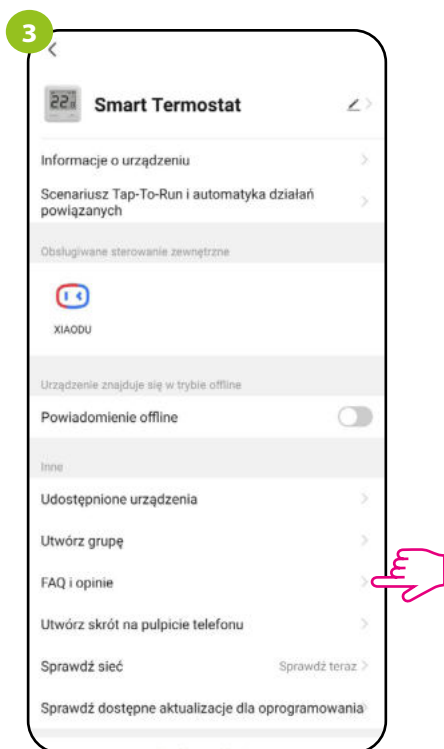 3
22
Smart Termostat
Informacje o urządzeniu
Scenariusz Tap-To-Run i automatyka działań
powiązanych
Obsługiwane sterowanie zewnętrzne
XIAODU
Urządzenie znajduje się w trybie offline
Powiadomienie offline
Inne
Udostępnione urządzenia
Utwórz grupę
FAQ i opinie
Utwórz skrót na pulpicie telefonu
Sprawdź sieć Sprawdź teraz
Sprawdź dostępne aktualizacje dla oprogramowania